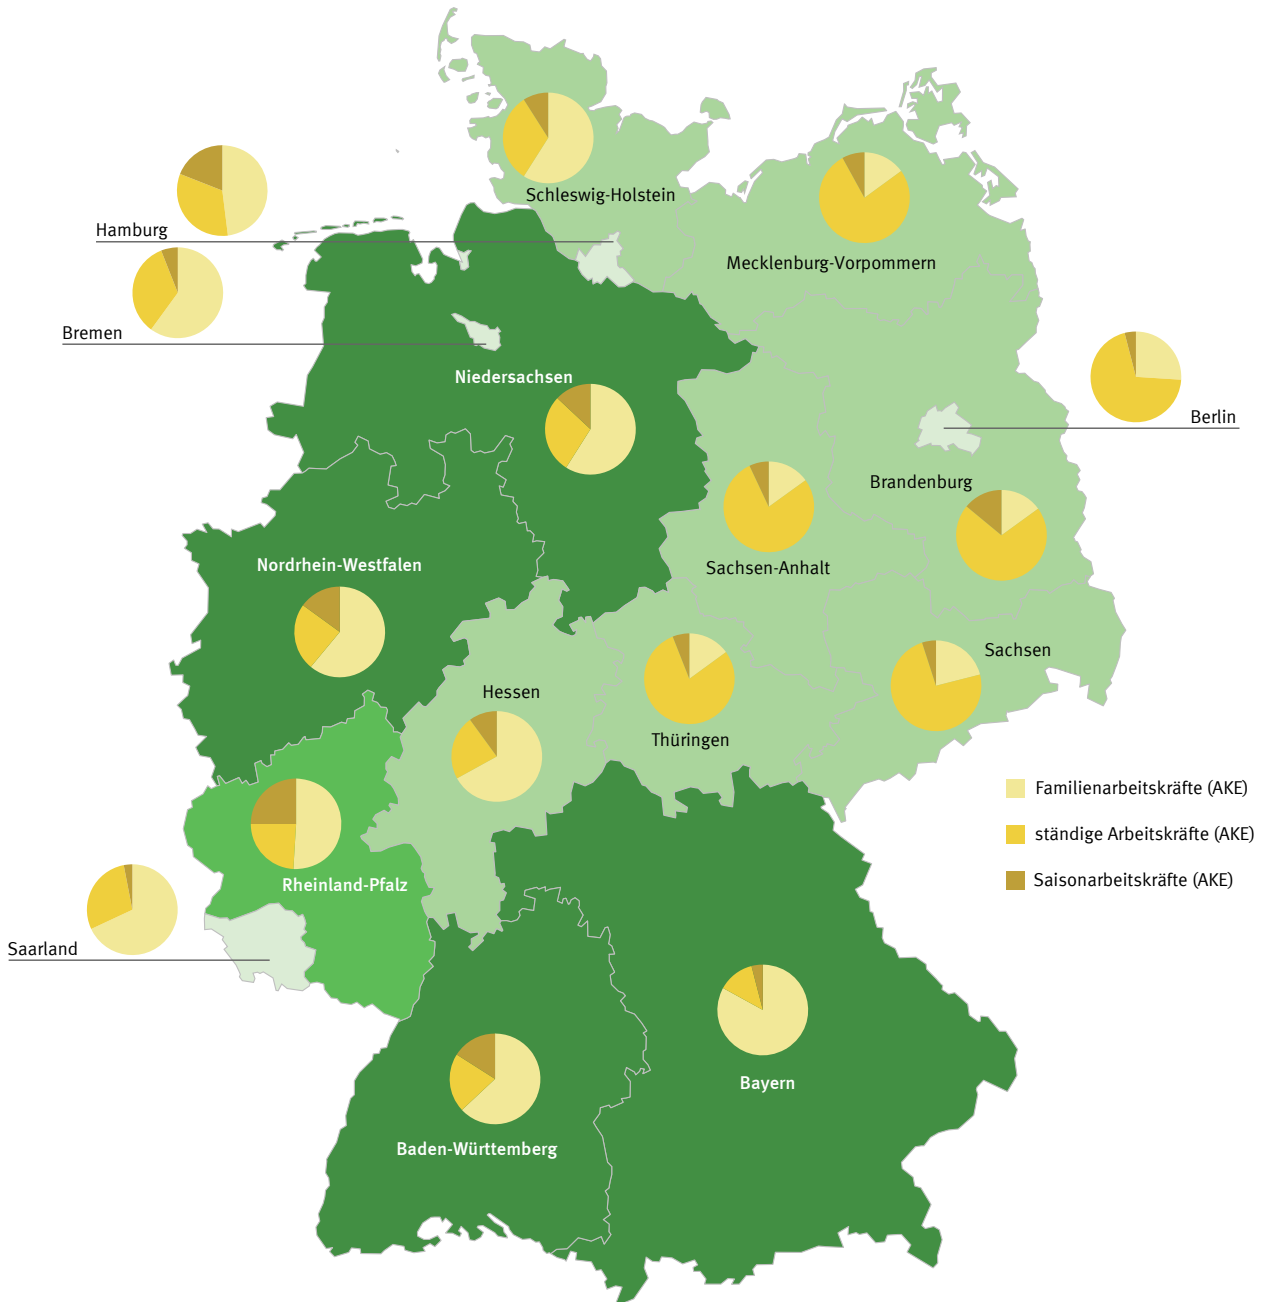 Schleswig-Holstein
Hamburg
Mecklenburg-Vorpommern
Bremen
Niedersachsen
Berlin
Brandenburg
Nordrhein-Westfalen
Sachsen-Anhalt
Sachsen
Hessen
Thüringen
Familienarbeitskräfte (AKE)
ständige Arbeitskräfte (AKE)
Saisonarbeitskräfte (AKE)
Rheinland-Pfalz
Saarland
Bayern
Baden-Württemberg